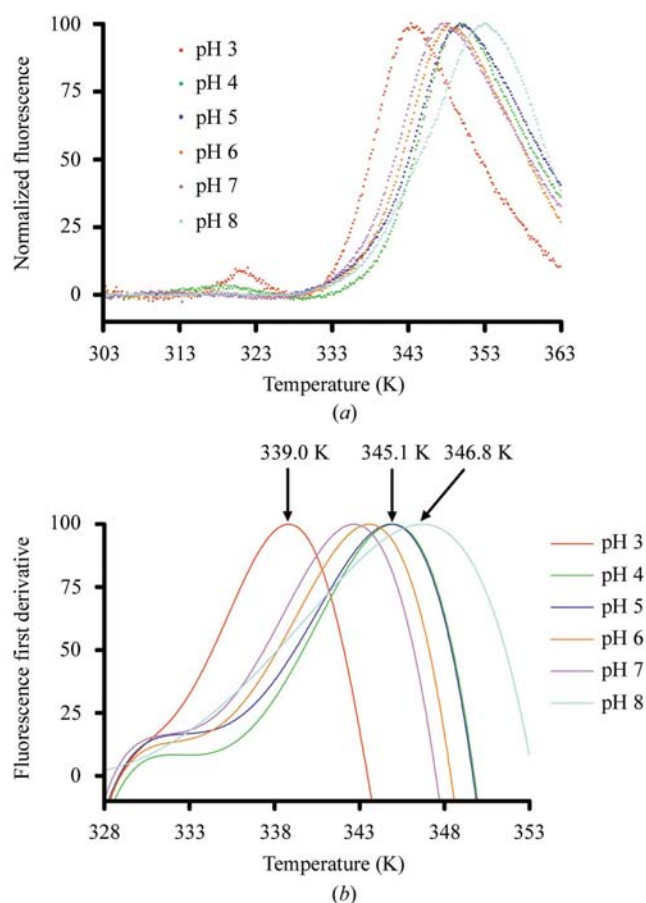 100
75
50
25
0
Normalized fluorescence
pH 3
pH 4
pH 5
pH 6
pH 7
pH 8
303 313 323 333 343 353 363
Temperature (K)
(a)
339.0 K 345.1 K 346.8 K
100
75
50
25
0
Fluorescence first derivative
pH 3
pH 4
pH 5
pH 6
pH 7
pH 8
328 333 338 343 348 353
Temperature (K)
(b)